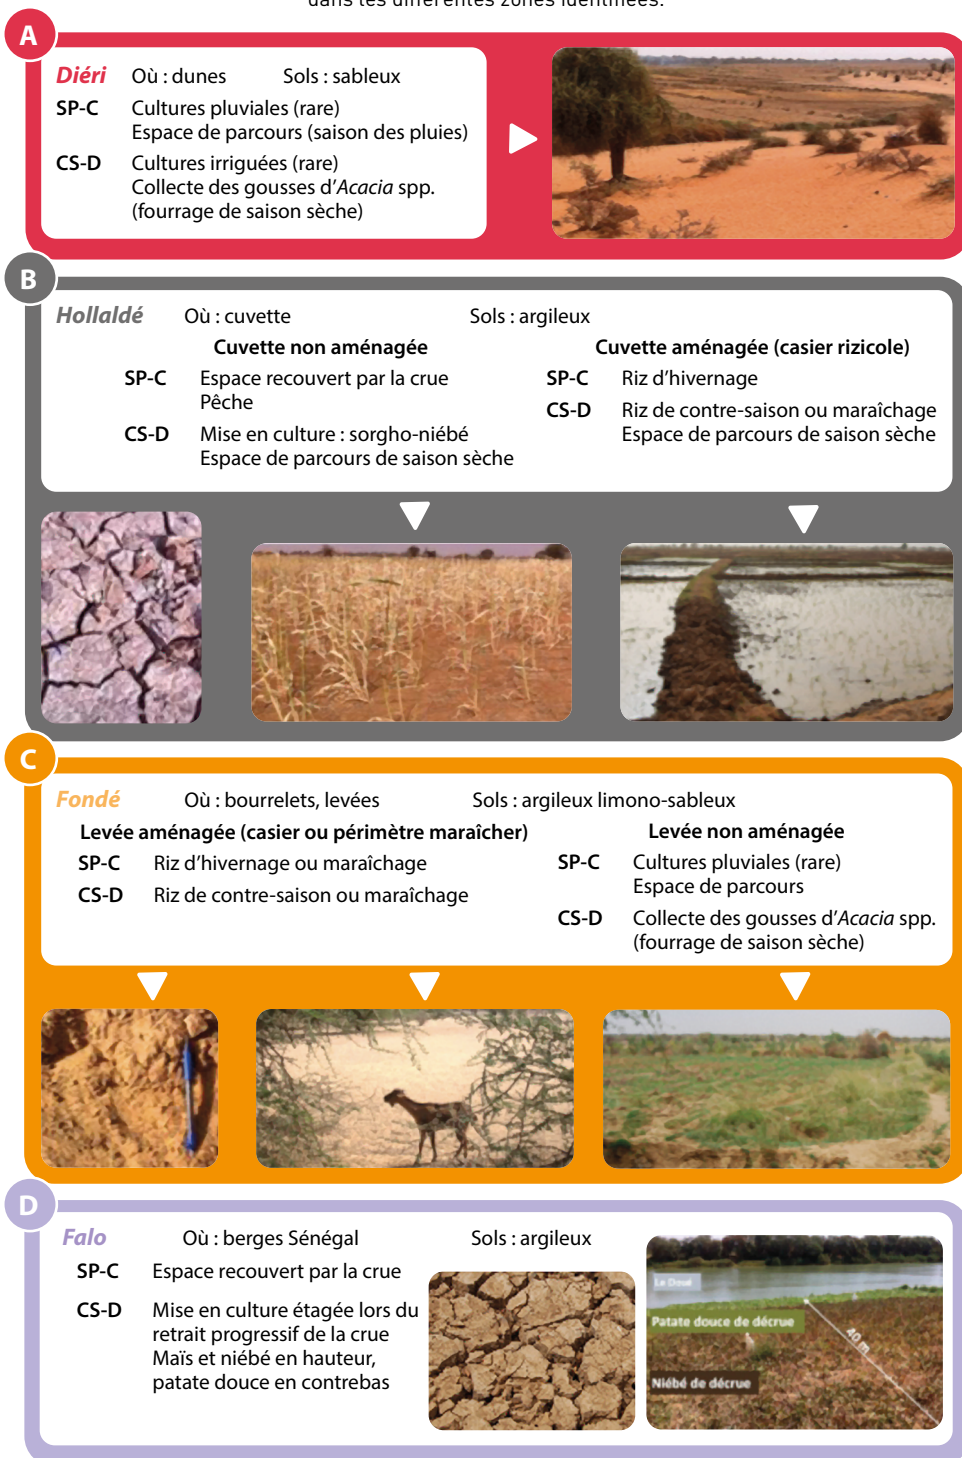 dans les différentes zones identifiées.
A
Diéri Où : dunes Sols : sableux
SP-C Cultures pluviales (rare)
Espace de parcours (saison des pluies)
CS-D Cultures irriguées (rare)
Collecte des gousses d'Acacia spp.
(fourrage de saison sèche)
B
Hollaldé Où : cuvette Sols : argileux
Cuvette non aménagée
SP-C Espace recouvert par la crue
Pêche
CS-D Mise en culture : sorgho-niébé
Espace de parcours de saison sèche
Cuvette aménagée (casier rizicole)
SP-C Riz d'hivernage
CS-D Riz de contre-saison ou maraîchage
Espace de parcours de saison sèche
C
Fondé Où : bourrelets, levées Sols : argileux limono-sableux
Levée aménagée (casier ou périmètre maraîcher)
SP-C Riz d'hivernage ou maraîchage
CS-D Riz de contre-saison ou maraîchage
Levée non aménagée
SP-C Cultures pluviales (rare)
Espace de parcours
CS-D Collecte des gousses d'Acacia spp.
(fourrage de saison sèche)
D
Falo Où : berges Sénégal Sols : argileux
SP-C Espace recouvert par la crue
CS-D Mise en culture étagée lors du
retrait progressif de la crue
Maïs et niébé en hauteur,
patate douce en contrebas
Le Doué
Patate douce de décrue
40 m
Niébé de décrue